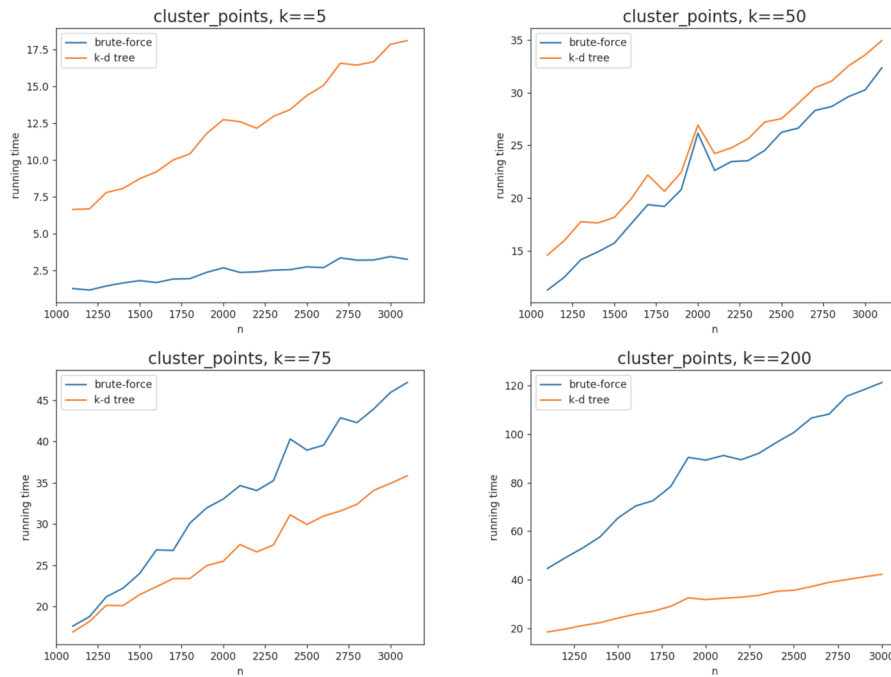 cluster_points, k==5
brute-force
k-d tree
17.5
15.0
12.5
10.0
7.5
5.0
2.5
running time
1000 1250 1500 1750 2000 2250 2500 2750 3000
n
cluster_points, k==50
brute-force
k-d tree
35
30
25
20
15
running time
1000 1250 1500 1750 2000 2250 2500 2750 3000
n
cluster_points, k==75
brute-force
k-d tree
45
40
35
30
25
20
running time
1000 1250 1500 1750 2000 2250 2500 2750 3000
n
cluster_points, k==200
brute-force
k-d tree
120
100
80
60
40
20
running time
1250 1500 1750 2000 2250 2500 2750 3000
n